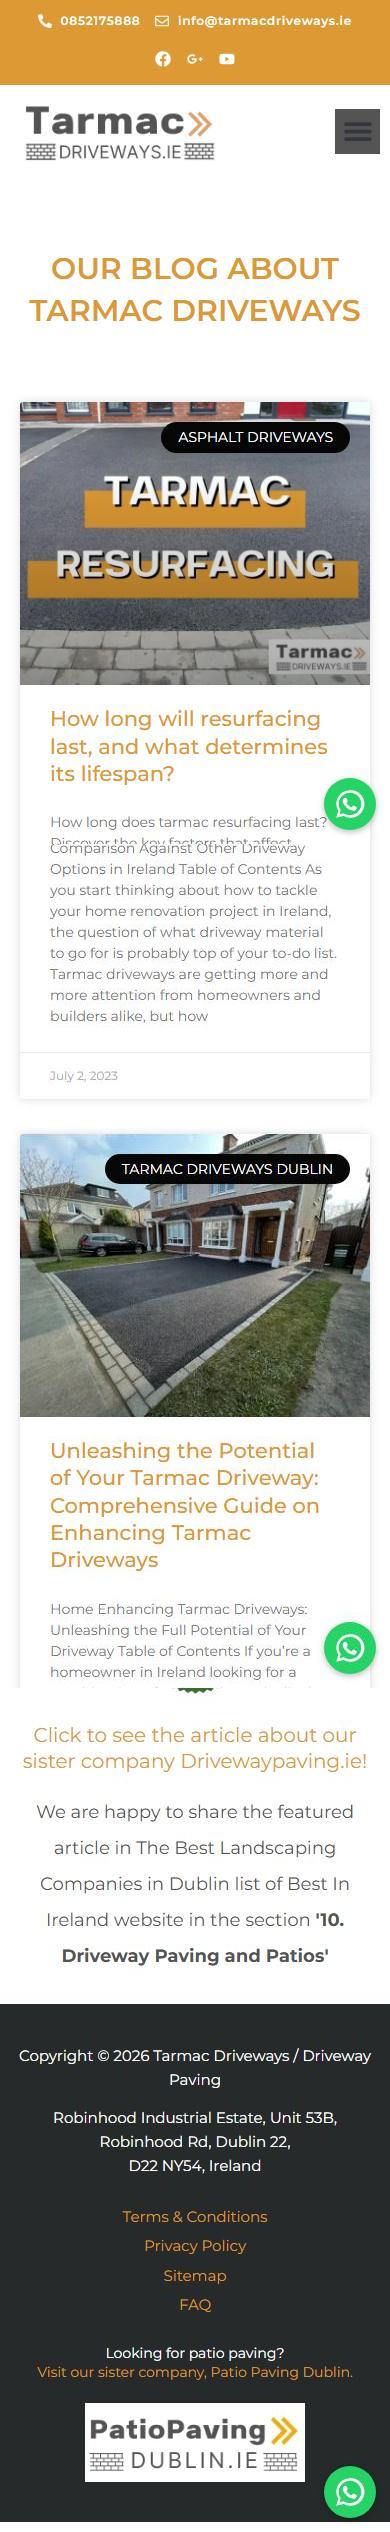 0852175888 info@tarmacdriveways.ie
Tarmac
DRIVEWAYS.IE
OUR BLOG ABOUT
TARMAC DRIVEWAYS
ASPHALT DRIVEWAYS
TARMAC
RESURFACING
Tarmac
DRIVEWAYS.IE
How long will resurfacing
last, and what determines
its lifespan?
How long does tarmac resurfacing last?
Discover the key factors that affect
Comparison Against Other Driveway
Options in Ireland Table of Contents As
you start thinking about how to tackle
your home renovation project in Ireland,
the question of what driveway material
to go for is probably top of your to-do list.
Tarmac driveways are getting more and
more attention from homeowners and
builders alike, but how
July 2, 2023
TARMAC DRIVEWAYS DUBLIN
Unleashing the Potential
of Your Tarmac Driveway:
Comprehensive Guide on
Enhancing Tarmac
Driveways
Home Enhancing Tarmac Driveways:
Unleashing the Full Potential of Your
Driveway Table of Contents If you're a
homeowner in Ireland looking for a
Click to see the article about our
sister company Drivewaypaving.ie!
We are happy to share the featured
article in The Best Landscaping
Companies in Dublin list of Best In
Ireland website in the section '10.
Driveway Paving and Patios'
Copyright © 2026 Tarmac Driveways / Driveway
Paving
Robinhood Industrial Estate, Unit 53B,
Robinhood Rd, Dublin 22,
D22 NY54, Ireland
Terms & Conditions
Privacy Policy
Sitemap
FAQ
Looking for patio paving?
Visit our sister company, Patio Paving Dublin.
PatioPaving
DUBLIN.IE